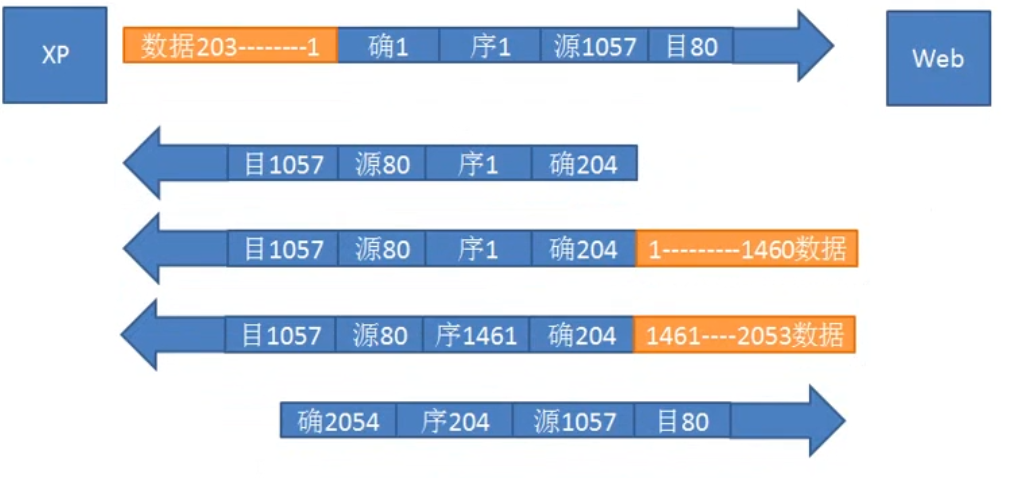 XP
数据203--------1 确1 序1 源1057 目80
Web
目1057 源80 序1 确204
目1057 源80 序1 确204 1---------1460数据
目1057 源80 序1461 确204 1461----2053数据
确2054 序204 源1057 目80